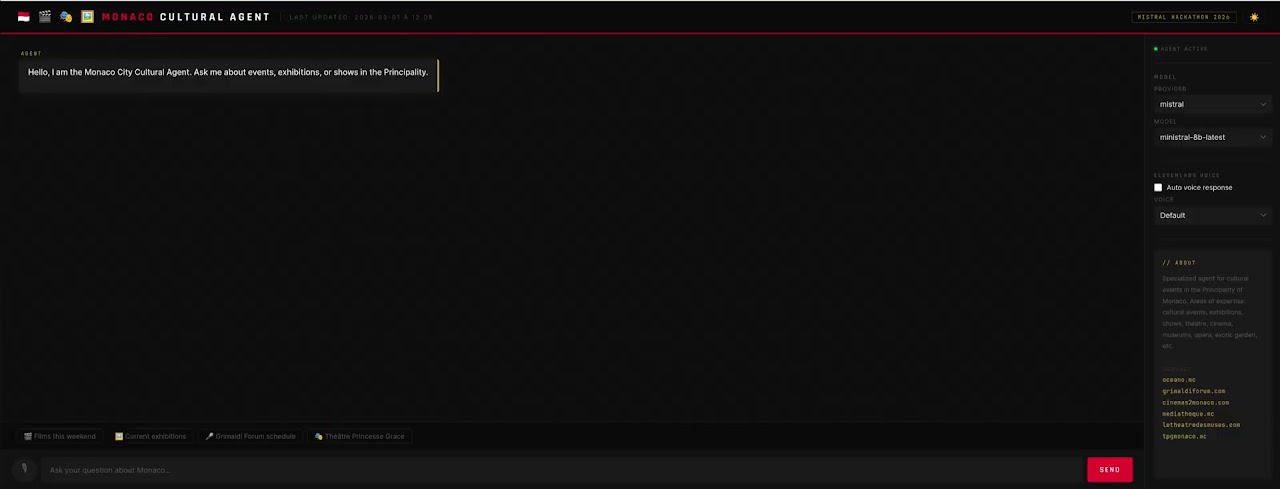 MONACO CULTURAL AGENT
LAST UPDATED: 2026-03-01 À 12.08
MISTRAL HACKATHON 2026
AGENT
Hello, I am the Monaco City Cultural Agent. Ask me about events, exhibitions, or shows in the Principality.
AGENT ACTIVE
MODEL
PROVIDER
mistral
MODEL
ministral-8b-latest
ELEVENLABS VOICE
Auto voice response
VOICE
Default
// ABOUT
Specialized agent for cultural
events in the Principality of
Monaco. Areas of expertise:
cultural events, exhibitions,
shows, theatre, cinema,
museums, opera, exotic garden,
etc.
oceano.mc
grimaldiforum.com
cinemas2monaco.com
mediatheque.mc
letheatredesmuses.com
tpgmonaco.mc
Films this weekend
Current exhibitions
Grimaldi Forum schedule
Théâtre Princesse Grace
Ask your question about Monaco...
SEND